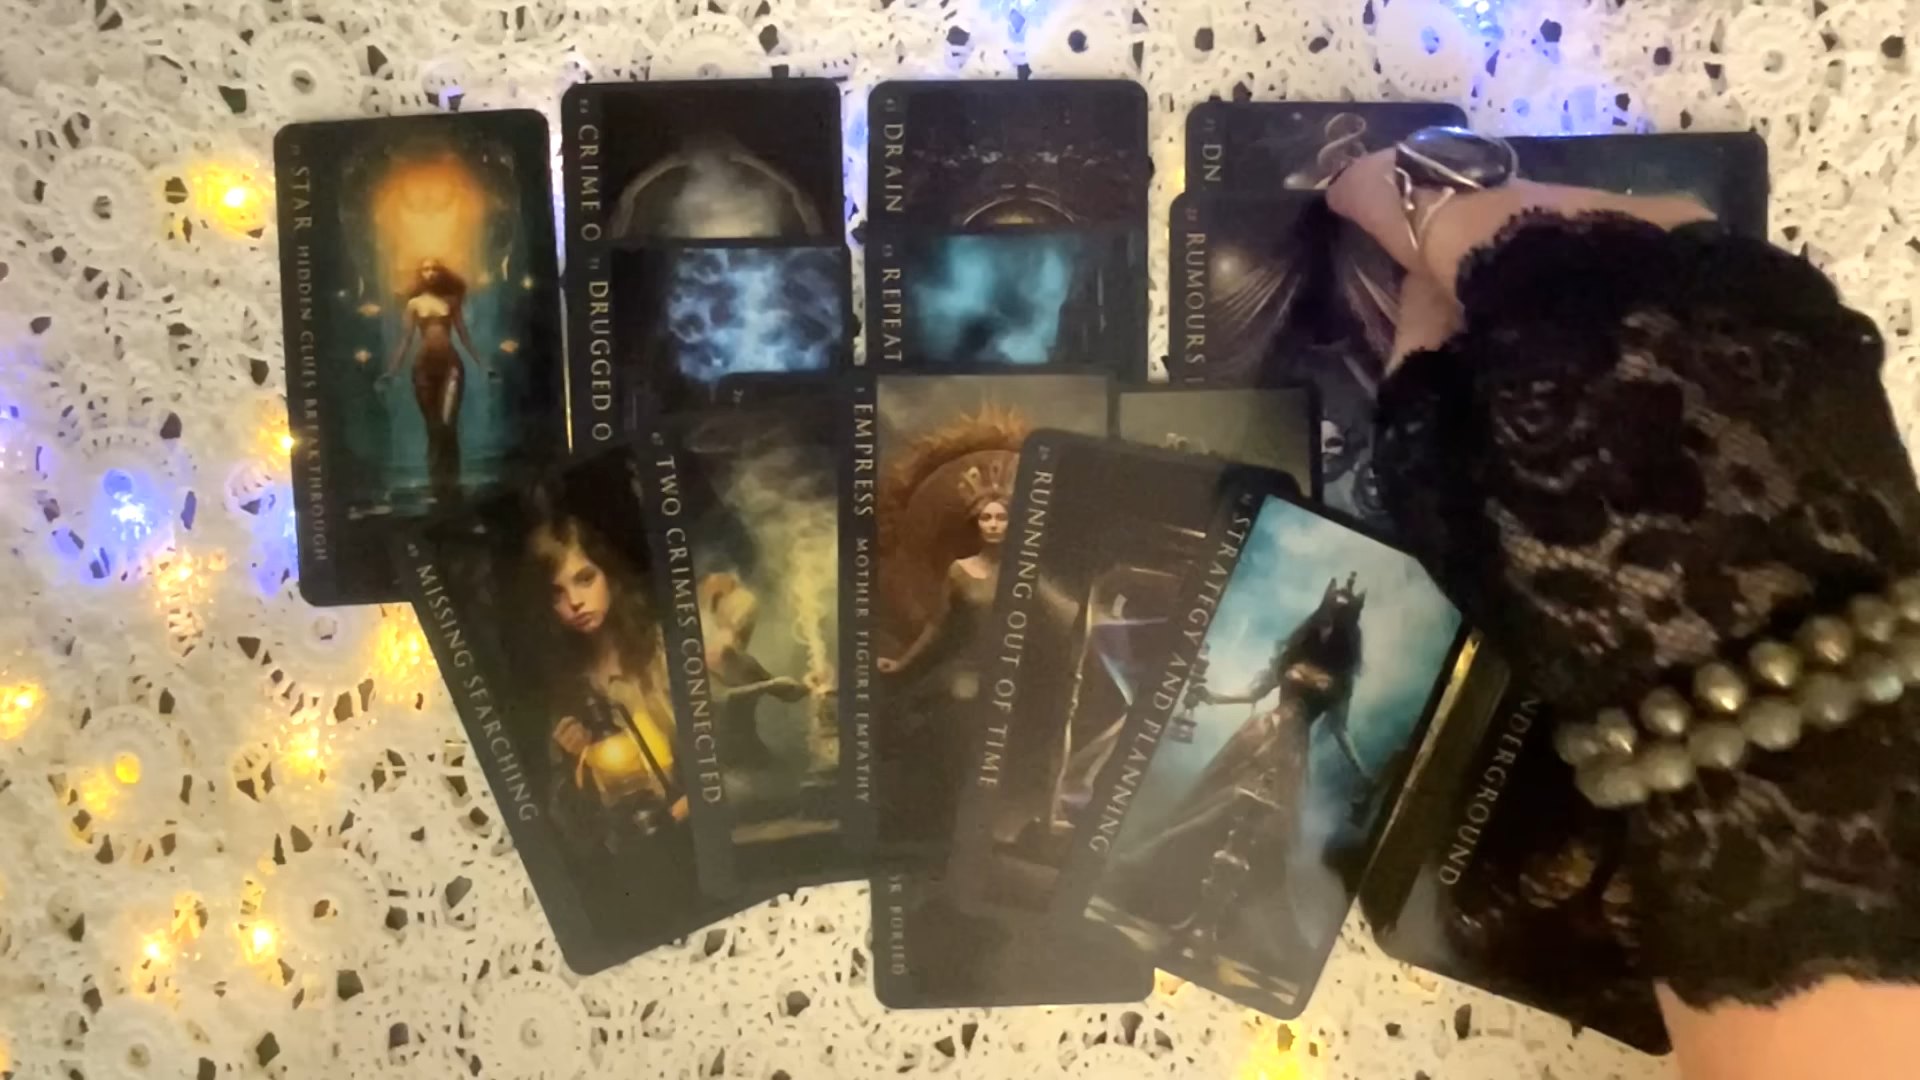 STAR HIDDEN CLUES BREAKTHROUGH
CRIME O
DRUGGED O
DRAIN
REPEAT
DN
RUMOURS
MISSING SEARCHING
TWO CRIMES CONNECTED
EMPRESS MOTHER FIGURE EMPATHY
RUNNING OUT OF TIME
STRATEGY AND PLANNING
NDERGROUND